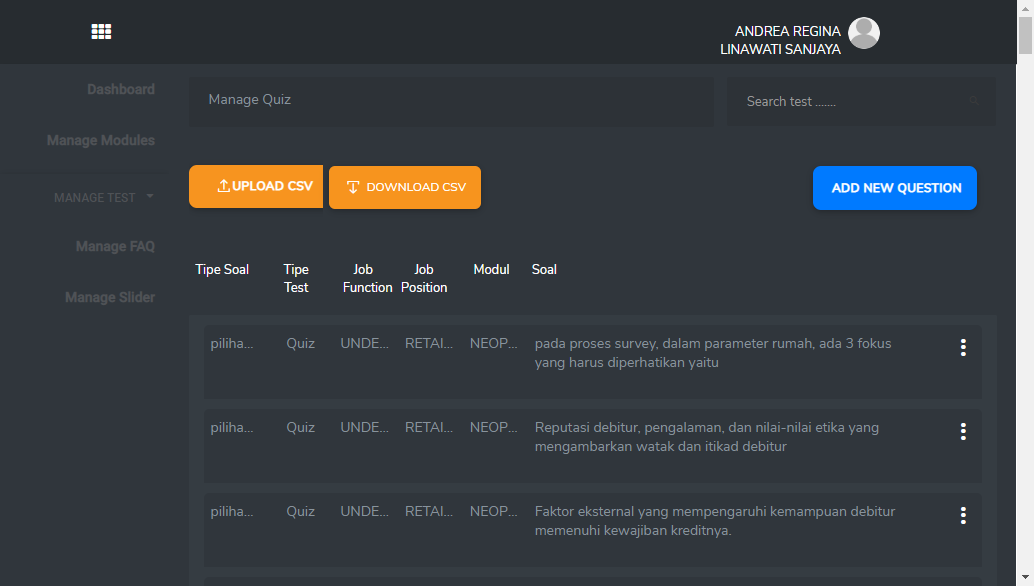 ANDREA REGINA
LINAWATI SANJAYA
Dashboard
Manage Modules
MANAGE TEST
Manage FAQ
Manage Slider
Manage Quiz
Search test .......
UPLOAD CSV
DOWNLOAD CSV
ADD NEW QUESTION
Tipe Soal
Tipe
Test
Job
Function
Job
Position
Modul
Soal
piliha... Quiz UNDE... RETAI... NEOP... pada proses survey, dalam parameter rumah, ada 3 fokus
yang harus diperhatikan yaitu
piliha... Quiz UNDE... RETAI... NEOP... Reputasi debitur, pengalaman, dan nilai-nilai etika yang
mengambarkan watak dan itikad debitur
piliha... Quiz UNDE... RETAI... NEOP... Faktor eksternal yang mempengaruhi kemampuan debitur
memenuhi kewajiban kreditnya.